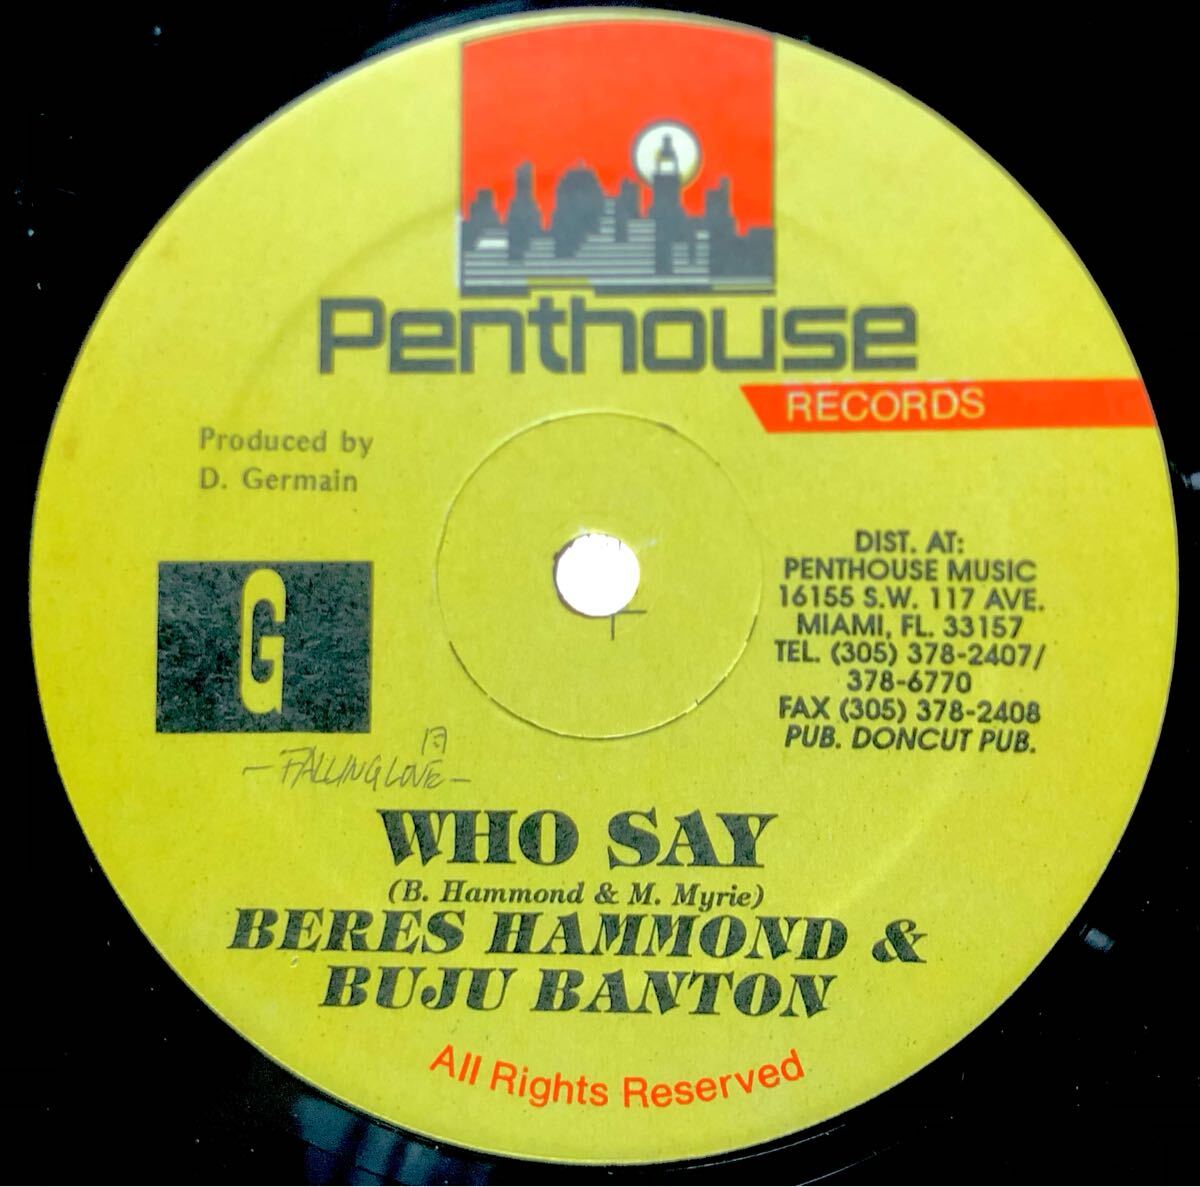 Penthouse
RECORDS
Produced by
D. Germain
DIST. AT:
PENTHOUSE MUSIC
16155 S.W. 117 AVE.
MIAMI, FL. 33157
TEL. (305) 378-2407/
378-6770
FAX (305) 378-2408
PUB. DONCUT PUB.
G
- FALLING LOVE -
WHO SAY
(B. Hammond & M. Myrie)
BERES HAMMOND &
BUJU BANTON
All Rights Reserved